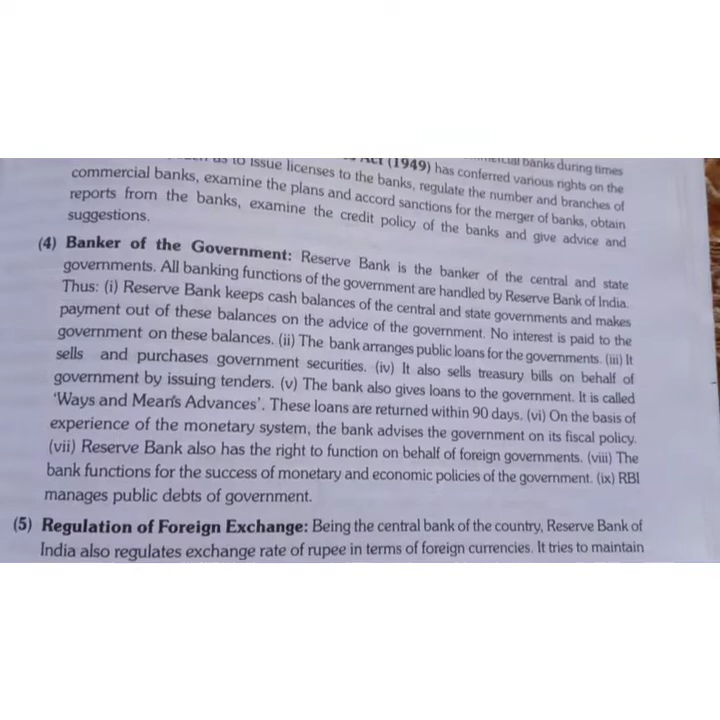 Act (1949) has conferred various rights on the
banks during times
as to issue licenses to the banks, regulate the number and branches of
commercial banks, examine the plans and accord sanctions for the merger of banks, obtain
reports from the banks, examine the credit policy of the banks and give advice and
suggestions.
(4) Banker of the Government: Reserve Bank is the banker of the central and state
governments. All banking functions of the government are handled by Reserve Bank of India.
Thus: (i) Reserve Bank keeps cash balances of the central and state governments and makes
payment out of these balances on the advice of the government. No interest is paid to the
government on these balances. (ii) The bank arranges public loans for the governments. (iii) It
sells and purchases government securities. (iv) It also sells treasury bills on behalf of
government by issuing tenders. (v) The bank also gives loans to the government. It is called
'Ways and Mean's Advances'. These loans are returned within 90 days. (vi) On the basis of
experience of the monetary system, the bank advises the government on its fiscal policy.
(vii) Reserve Bank also has the right to function on behalf of foreign governments. (viii) The
bank functions for the success of monetary and economic policies of the government. (ix) RBI
manages public debts of government.
(5) Regulation of Foreign Exchange: Being the central bank of the country, Reserve Bank of
India also regulates exchange rate of rupee in terms of foreign currencies. It tries to maintain